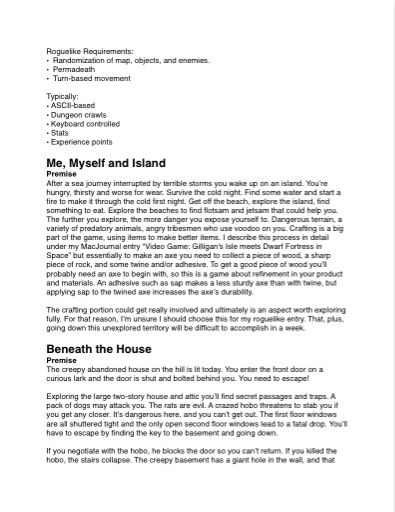 Roguelike Requirements:
• Randomization of map, objects, and enemies.
• Permadeath
• Turn-based movement
Typically:
• ASCII-based
• Dungeon crawls
• Keyboard controlled
• Stats
• Experience points
Me, Myself and Island
Premise
After a sea journey interrupted by terrible storms you wake up on an island. You're
hungry, thirsty and worse for wear. Survive the cold night. Find some water and start a
fire to make it through the cold first night. Get off the beach, explore the island, find
something to eat. Explore the beaches to find flotsam and jetsam that could help you.
The further you explore, the more danger you expose yourself to. Dangerous terrain, a
variety of predatory animals, angry tribesmen who use voodoo on you. Crafting is a big
part of the game, using items to make better items. I describe this process in detail
under my MacJournal entry "Video Game: Gilligan's Isle meets Dwarf Fortress in
Space" but essentially to make an axe you need to collect a piece of wood, a sharp
piece of rock, and some twine and/or adhesive. To get a good piece of wood you'll
probably need an axe to begin with, so this is a game about refinement in your product
and materials. An adhesive such as sap makes a less sturdy axe than with twine, but
applying sap to the twined axe increases the axe's durability.
The crafting portion could get really involved and ultimately is an aspect worth exploring
fully. For that reason, I'm unsure I should choose this for my roguelike entry. That, plus,
going down this unexplored territory will be difficult to accomplish in a week.
Beneath the House
Premise
The creepy abandoned house on the hill is lit today. You enter the front door on a
curious lark and the door is shut and bolted behind you. You need to escape!
Exploring the large two-story house and attic you'll find secret passages and traps. A
pack of dogs may attack you. The rats are evil. A crazed hobo threatens to stab you if
you get any closer. It's dangerous here, and you can't get out. The first floor windows
are all shuttered tight and the only open second floor windows lead to a fatal drop. You'll
have to escape by finding the key to the basement and going down.
If you negotiate with the hobo, he blocks the door so you can't return. If you killed the
hobo, the stairs collapse. The creepy basement has a giant hole in the wall, and that